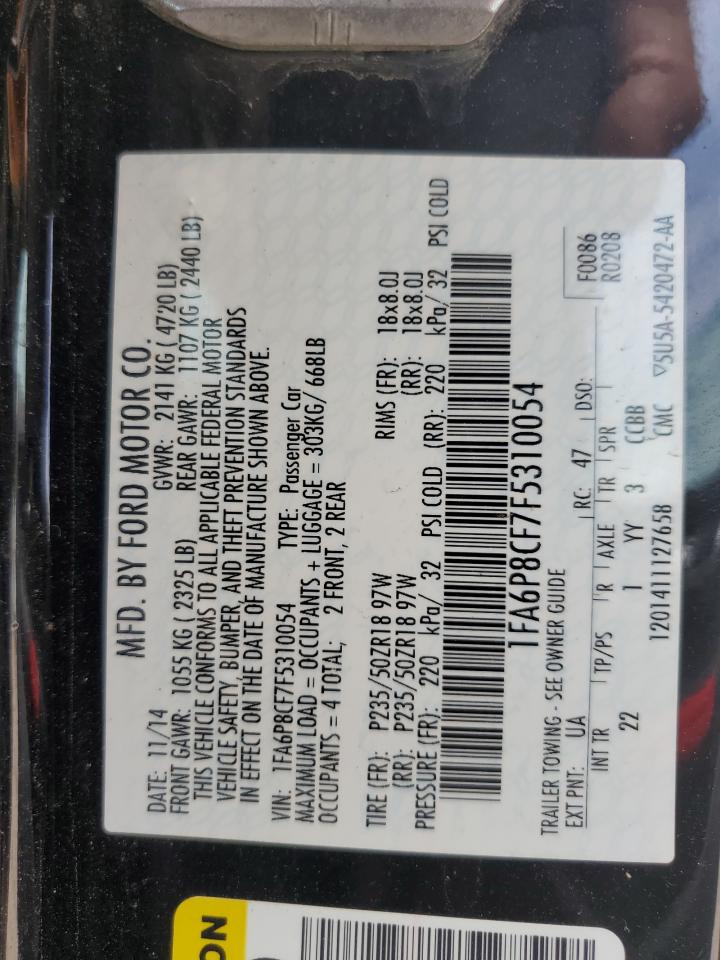 MFD. BY FORD MOTOR CO.
DATE: 11/14 GVWR: 2141 KG ( 4720 LB)
FRONT GAWR: 1055 KG ( 2325 LB) REAR GAWR: 1107 KG ( 2440 LB)
THIS VEHICLE CONFORMS TO ALL APPLICABLE FEDERAL MOTOR
VEHICLE SAFETY, BUMPER, AND THEFT PREVENTION STANDARDS
IN EFFECT ON THE DATE OF MANUFACTURE SHOWN ABOVE.
VIN: 1FA6P8CF7F5310054 TYPE: Passenger Car
MAXIMUM LOAD = OCCUPANTS + LUGGAGE = 303KG/ 668LB
OCCUPANTS = 4 TOTAL; 2 FRONT, 2 REAR
TIRE (FR): P235/50ZR18 97W RIMS (FR): 18x8.0J
(RR): P235/50ZR18 97W (RR): 18x8.0J
PRESSURE (FR): 220 kPa/ 32 PSI COLD (RR): 220 kPa/ 32 PSI COLD
1FA6P8CF7F5310054
TRAILER TOWING - SEE OWNER GUIDE
F0086
EXT PNT: UA RC: 47 DSO: R0208
INT TR TP/PS R AXLE TR SPR
22 1 YY 3 CCBB
12014111127658 CMC ▽5U5A-5420472-AA
ON